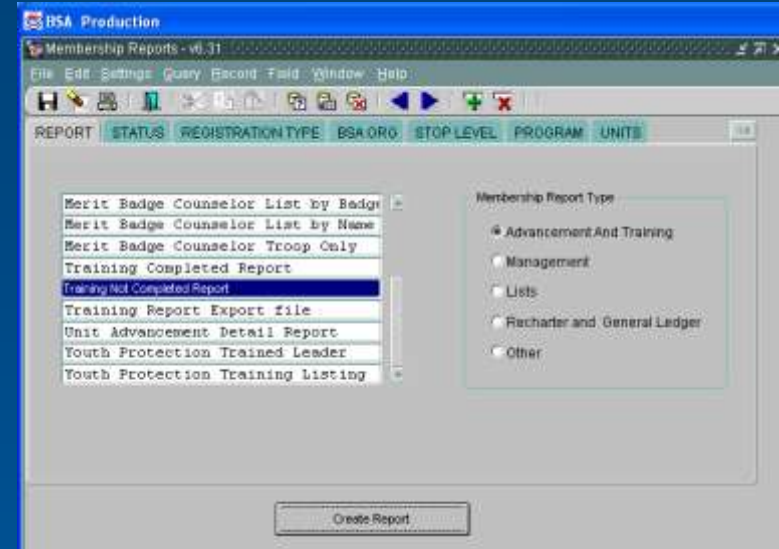 BSA Production
Membership Reports - v6.31
File Edit Settings Query Record Field Window Help
REPORT STATUS REGISTRATION TYPE BSA ORG STOP LEVEL PROGRAM UNITS
Merit Badge Counselor List by Badge
Merit Badge Counselor List by Name
Merit Badge Counselor Troop Only
Training Completed Report
Training Not Completed Report
Training Report Export file
Unit Advancement Detail Report
Youth Protection Trained Leader
Youth Protection Training Listing
Membership Report Type
Advancement And Training
Management
Lists
Recharter and General Ledger
Other
Create Report